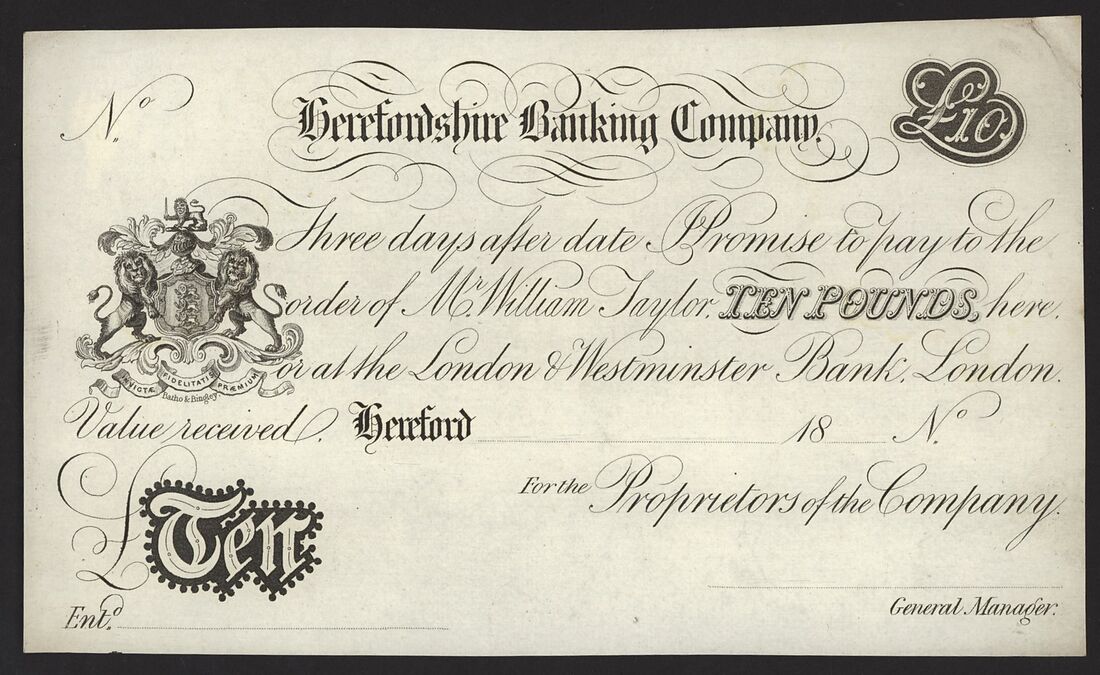 Nº
Herefordshire Banking Company.
£10
Three days after date I Promise to pay to the
order of Mr. William Taylor, TEN POUNDS, here,
or at the London & Westminster Bank, London.
INVICTÆ FIDELITATIS PRÆMIUM
Batho & Bingley.
Value received. Hereford 18 Nº
For the Proprietors of the Company.
£Ten
General Manager.
Entᵈ.